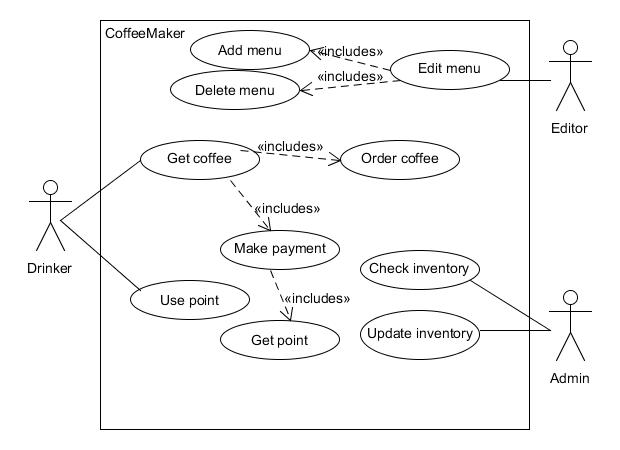 CoffeeMaker
Add menu
«includes»
Edit menu
«includes»
Delete menu
Editor
Get coffee
«includes»
Order coffee
«includes»
Drinker
Make payment
Check inventory
Use point
«includes»
Get point
Update inventory
Admin